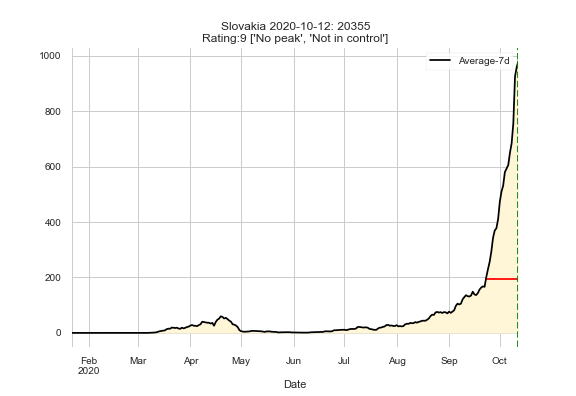 Slovakia 2020-10-12: 20355
Rating:9 ['No peak', 'Not in control']
Average-7d
1000
800
600
400
200
0
Feb Mar Apr May Jun Jul Aug Sep Oct
2020
Date